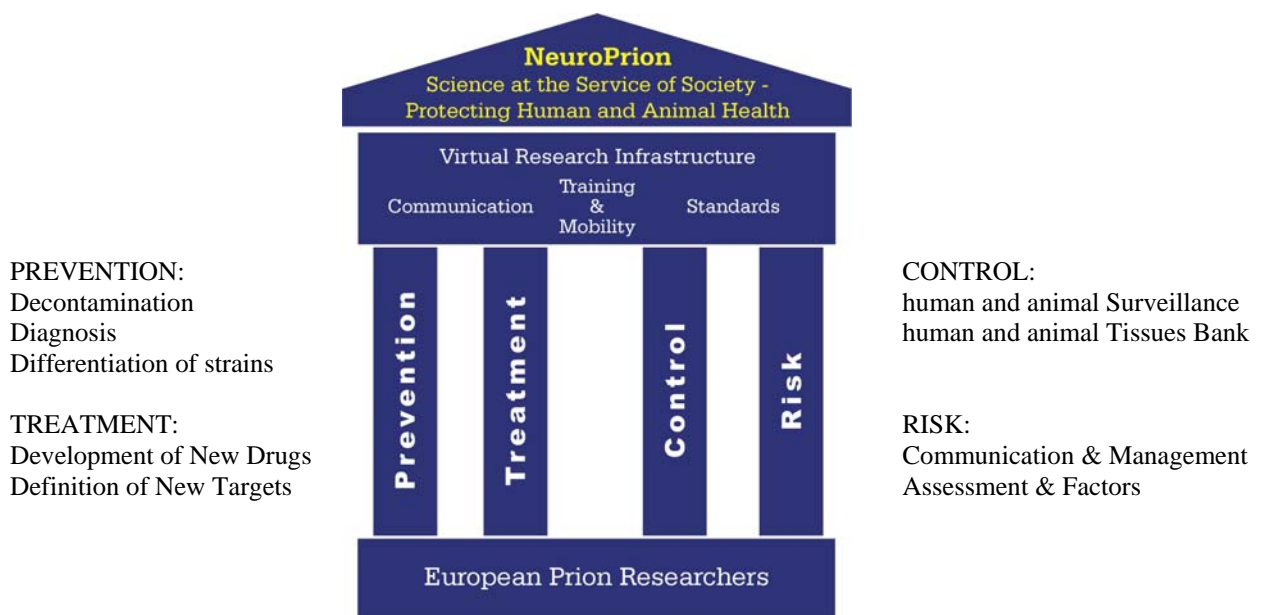 NeuroPrion
Science at the Service of Society -
Protecting Human and Animal Health
Virtual Research Infrastructure
Communication
Training
&
Mobility
Standards
PREVENTION:
Decontamination
Diagnosis
Differentiation of strains
TREATMENT:
Development of New Drugs
Definition of New Targets
Prevention
Treatment
Control
Risk
CONTROL:
human and animal Surveillance
human and animal Tissues Bank
RISK:
Communication & Management
Assessment & Factors
European Prion Researchers